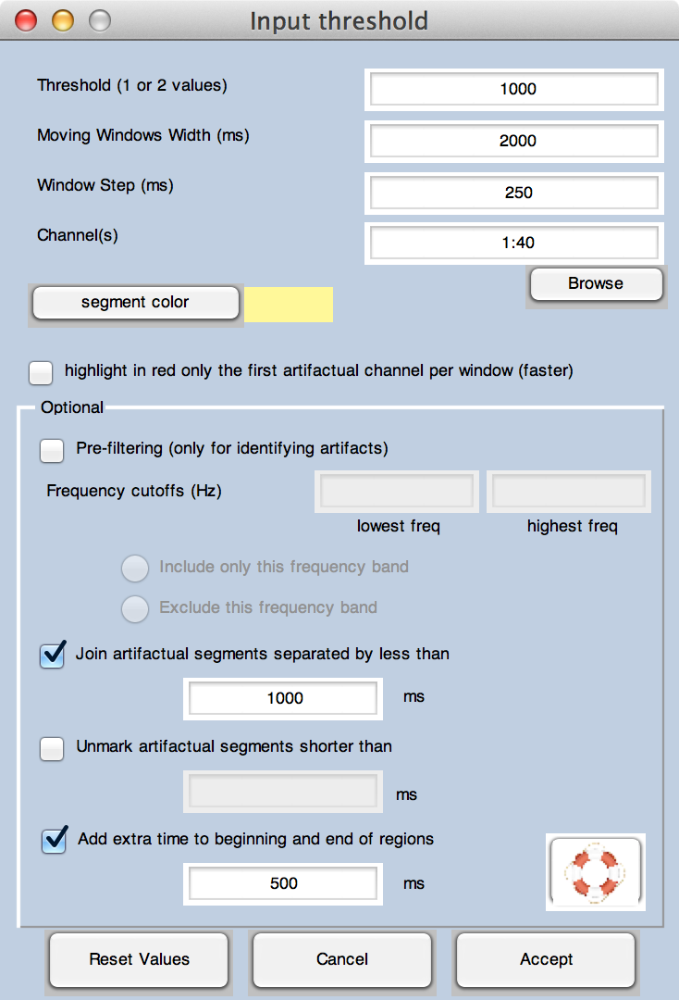 Input threshold
Threshold (1 or 2 values)
1000
Moving Windows Width (ms)
2000
Window Step (ms)
250
Channel(s)
1:40
Browse
segment color
highlight in red only the first artifactual channel per window (faster)
Optional
Pre-filtering (only for identifying artifacts)
Frequency cutoffs (Hz)
lowest freq
highest freq
Include only this frequency band
Exclude this frequency band
Join artifactual segments separated by less than
1000 ms
Unmark artifactual segments shorter than
ms
Add extra time to beginning and end of regions
500 ms
Reset Values
Cancel
Accept